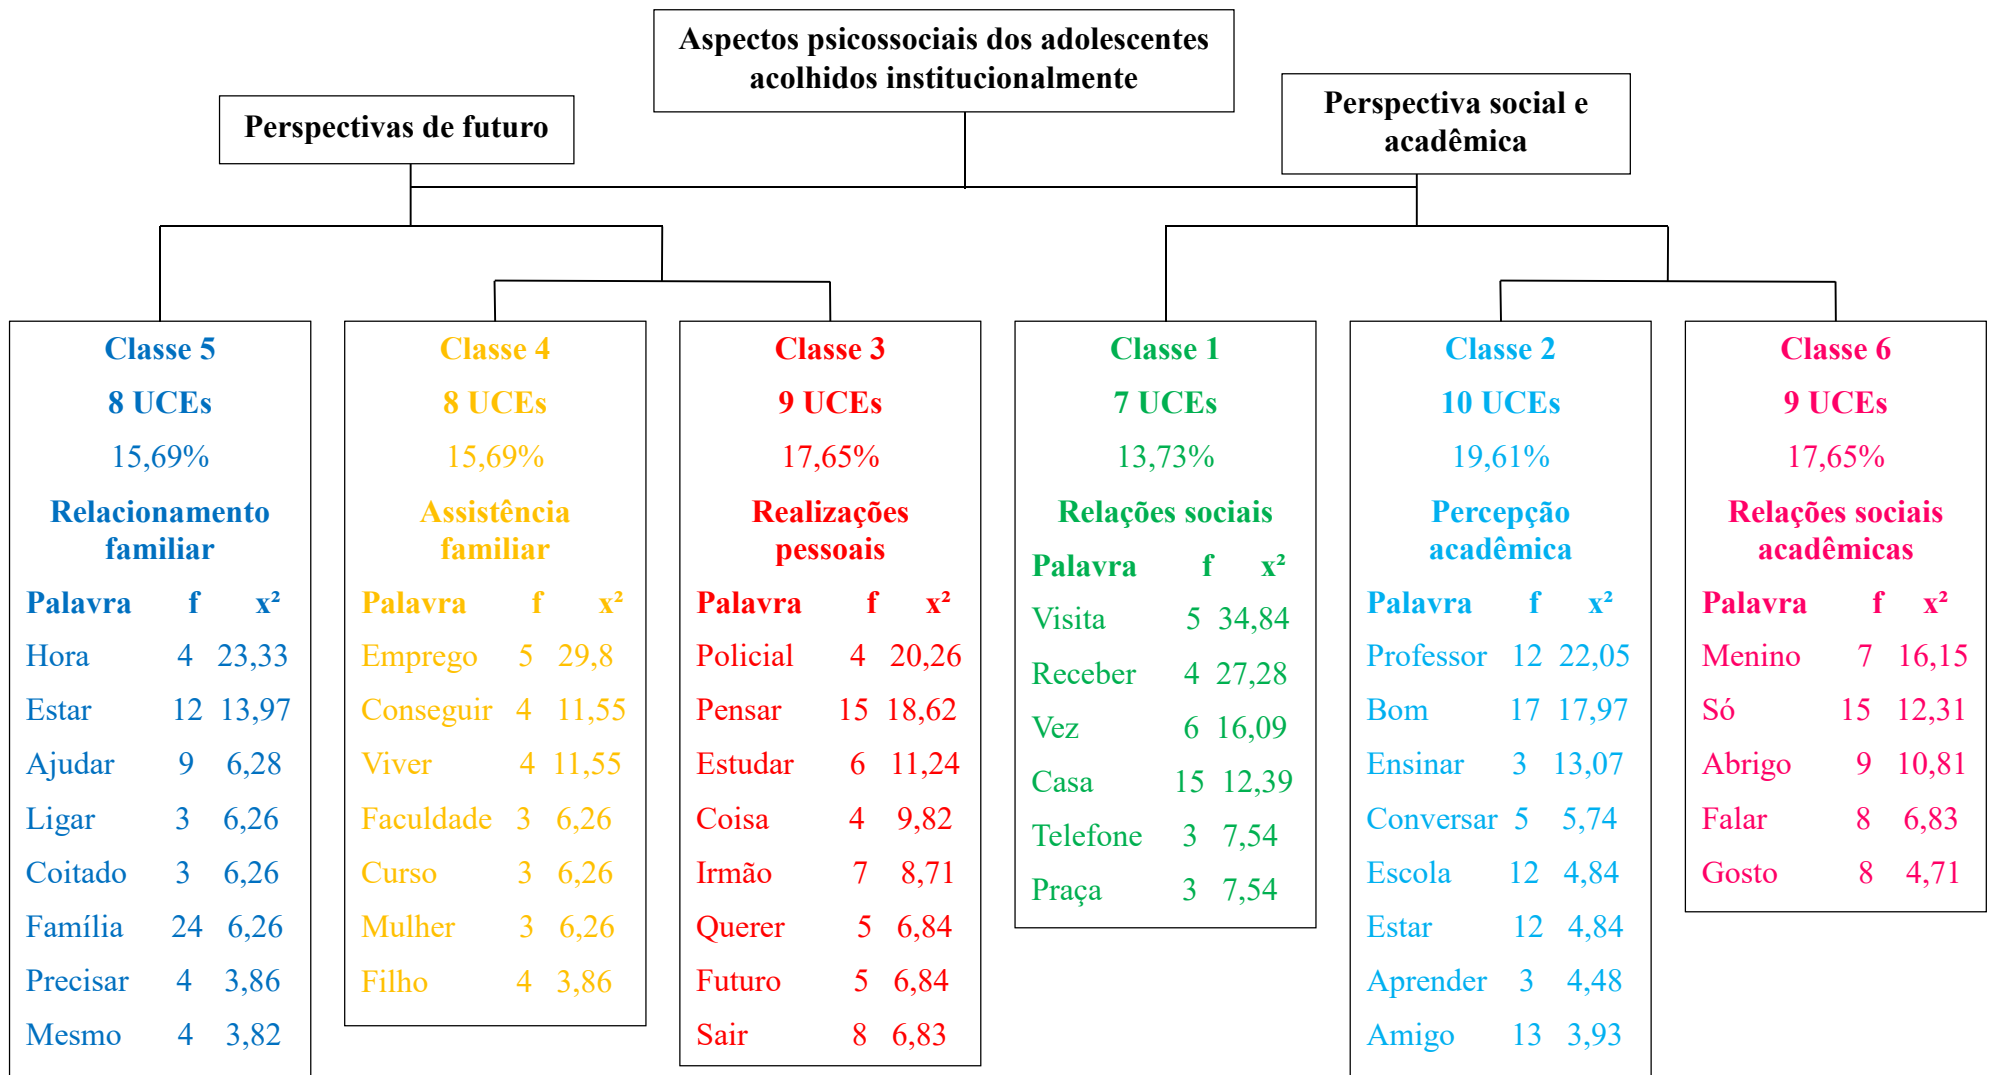 Aspectos psicossociais dos adolescentes
acolhidos institucionalmente
Perspectivas de futuro
Perspectiva social e
acadêmica
Classe 5
8 UCEs
15,69%
Relacionamento
familiar
Palavra f x²
Hora 4 23,33
Estar 12 13,97
Ajudar 9 6,28
Ligar 3 6,26
Coitado 3 6,26
Família 24 6,26
Precisar 4 3,86
Mesmo 4 3,82
Classe 4
8 UCEs
15,69%
Assistência
familiar
Palavra f x²
Emprego 5 29,8
Conseguir 4 11,55
Viver 4 11,55
Faculdade 3 6,26
Curso 3 6,26
Mulher 3 6,26
Filho 4 3,86
Classe 3
9 UCEs
17,65%
Realizações
pessoais
Palavra f x²
Policial 4 20,26
Pensar 15 18,62
Estudar 6 11,24
Coisa 4 9,82
Irmão 7 8,71
Querer 5 6,84
Futuro 5 6,84
Sair 8 6,83
Classe 1
7 UCEs
13,73%
Relações sociais
Palavra f x²
Visita 5 34,84
Receber 4 27,28
Vez 6 16,09
Casa 15 12,39
Telefone 3 7,54
Praça 3 7,54
Classe 2
10 UCEs
19,61%
Percepção
acadêmica
Palavra f x²
Professor 12 22,05
Bom 17 17,97
Ensinar 3 13,07
Conversar 5 5,74
Escola 12 4,84
Estar 12 4,84
Aprender 3 4,48
Amigo 13 3,93
Classe 6
9 UCEs
17,65%
Relações sociais
acadêmicas
Palavra f x²
Menino 7 16,15
Só 15 12,31
Abrigo 9 10,81
Falar 8 6,83
Gosto 8 4,71